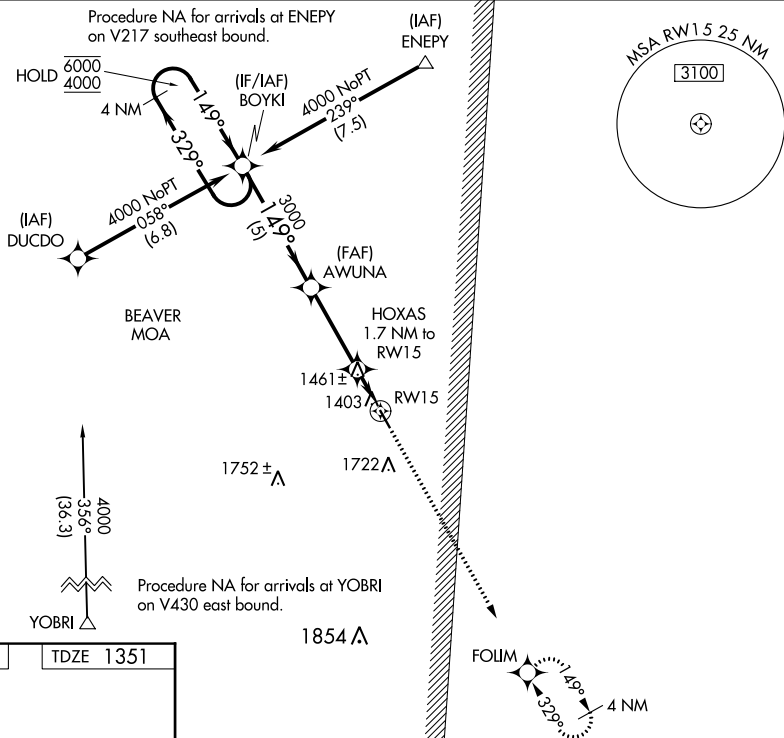 Procedure NA for arrivals at ENEPY
on V217 southeast bound.
(IAF)
ENEPY
MSA RW15 25 NM
3100
HOLD 6000
4000
4 NM
149°
329°
(IF/IAF)
BOYKI
4000 NoPT
239°
(7.5)
4000 NoPT
058°
(6.8)
(IAF)
DUCDO
3000
149°
(5)
(FAF)
AWUNA
BEAVER
MOA
HOXAS
1.7 NM to
RW15
1461±
1403
RW15
1752 ±
1722
4000
356°
(36.3)
Procedure NA for arrivals at YOBRI
on V430 east bound.
YOBRI
1854
TDZE 1351
FOLIM
149°
329°
4 NM